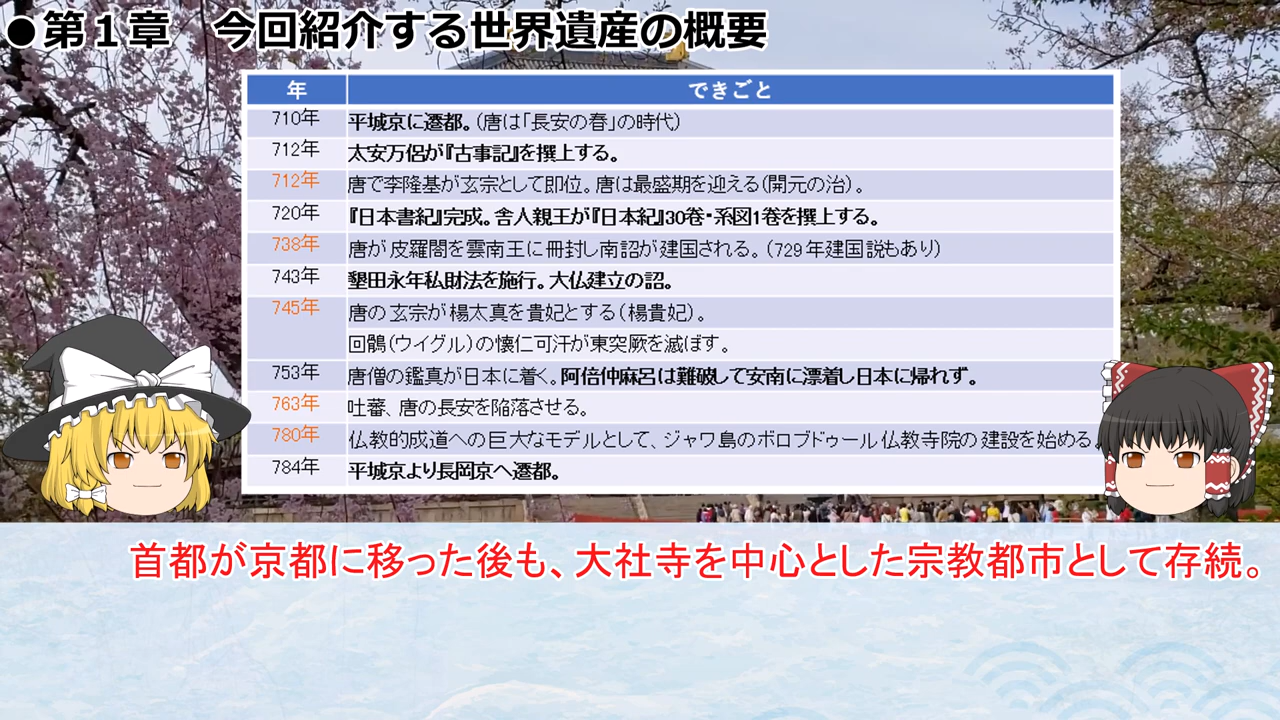 ●第１章　今回紹介する世界遺産の概要
年　できごと
710年　平城京に遷都。(唐は「長安の春」の時代)
712年　太安万侶が『古事記』を撰上する。
712年　唐で李隆基が玄宗として即位。唐は最盛期を迎える(開元の治)。
720年　『日本書紀』完成。舎人親王が『日本紀』30巻・系図1巻を撰上する。
738年　唐が皮羅閣を雲南王に冊封し南詔が建国される。(729年建国説もあり)
743年　墾田永年私財法を施行。大仏建立の詔。
745年　唐の玄宗が楊太真を貴妃とする(楊貴妃)。
回鶻(ウイグル)の懐仁可汗が東突厥を滅ぼす。
753年　唐僧の鑑真が日本に着く。阿倍仲麻呂は難破して安南に漂着し日本に帰れず。
763年　吐蕃、唐の長安を陥落させる。
780年　仏教的成道への巨大なモデルとして、ジャワ島のボロブドゥール仏教寺院の建設を始める。
784年　平城京より長岡京へ遷都。
首都が京都に移った後も、大社寺を中心とした宗教都市として存続。